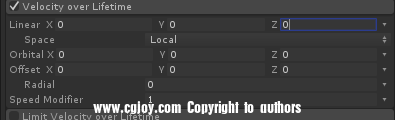 Velocity over Lifetime
Linear X 0 Y 0 Z 0
Space Local
Orbital X 0 Y 0 Z 0
Offset X 0 Y 0 Z 0
Radial 0
Speed Modifier 1
www.cgjoy.com Copyright to authors
Limit Velocity over Lifetime